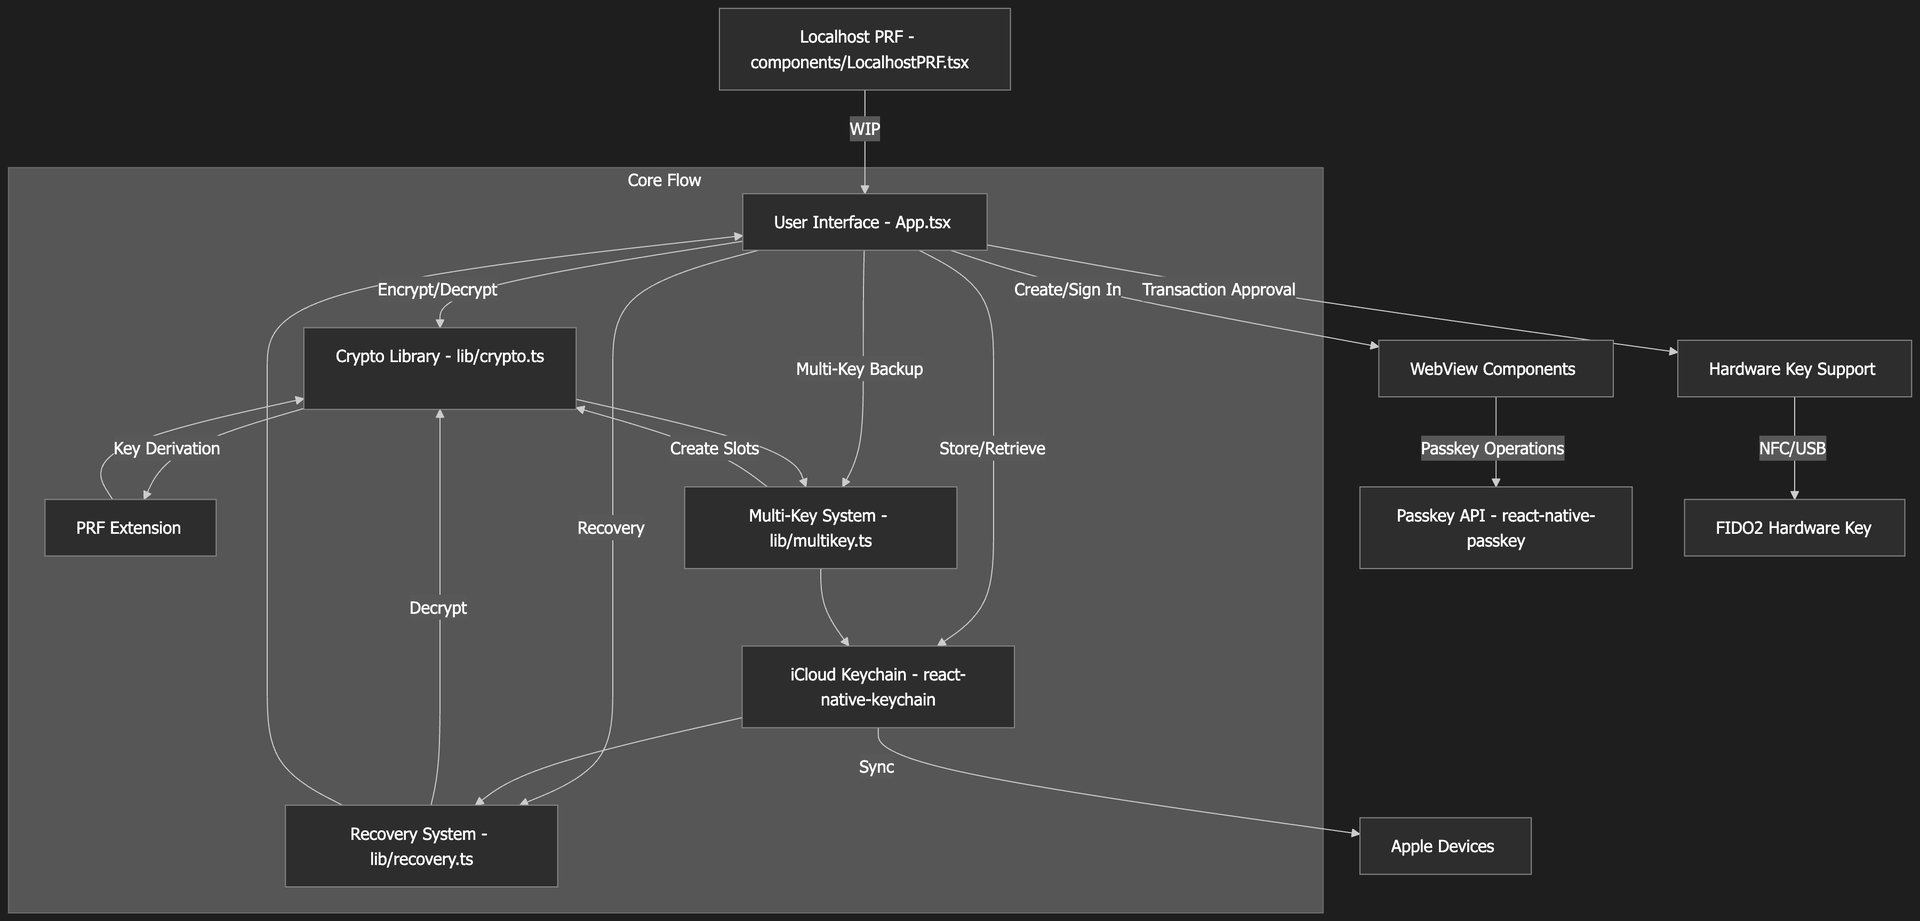 Localhost PRF -
components/LocalhostPRF.tsx
WIP
Core Flow
User Interface - App.tsx
Encrypt/Decrypt
Create/Sign In
Transaction Approval
Crypto Library - lib/crypto.ts
Multi-Key Backup
WebView Components
Hardware Key Support
Key Derivation
Create Slots
Store/Retrieve
Passkey Operations
NFC/USB
PRF Extension
Recovery
Multi-Key System -
lib/multikey.ts
Passkey API - react-native-
passkey
FIDO2 Hardware Key
Decrypt
iCloud Keychain - react-
native-keychain
Sync
Recovery System -
lib/recovery.ts
Apple Devices